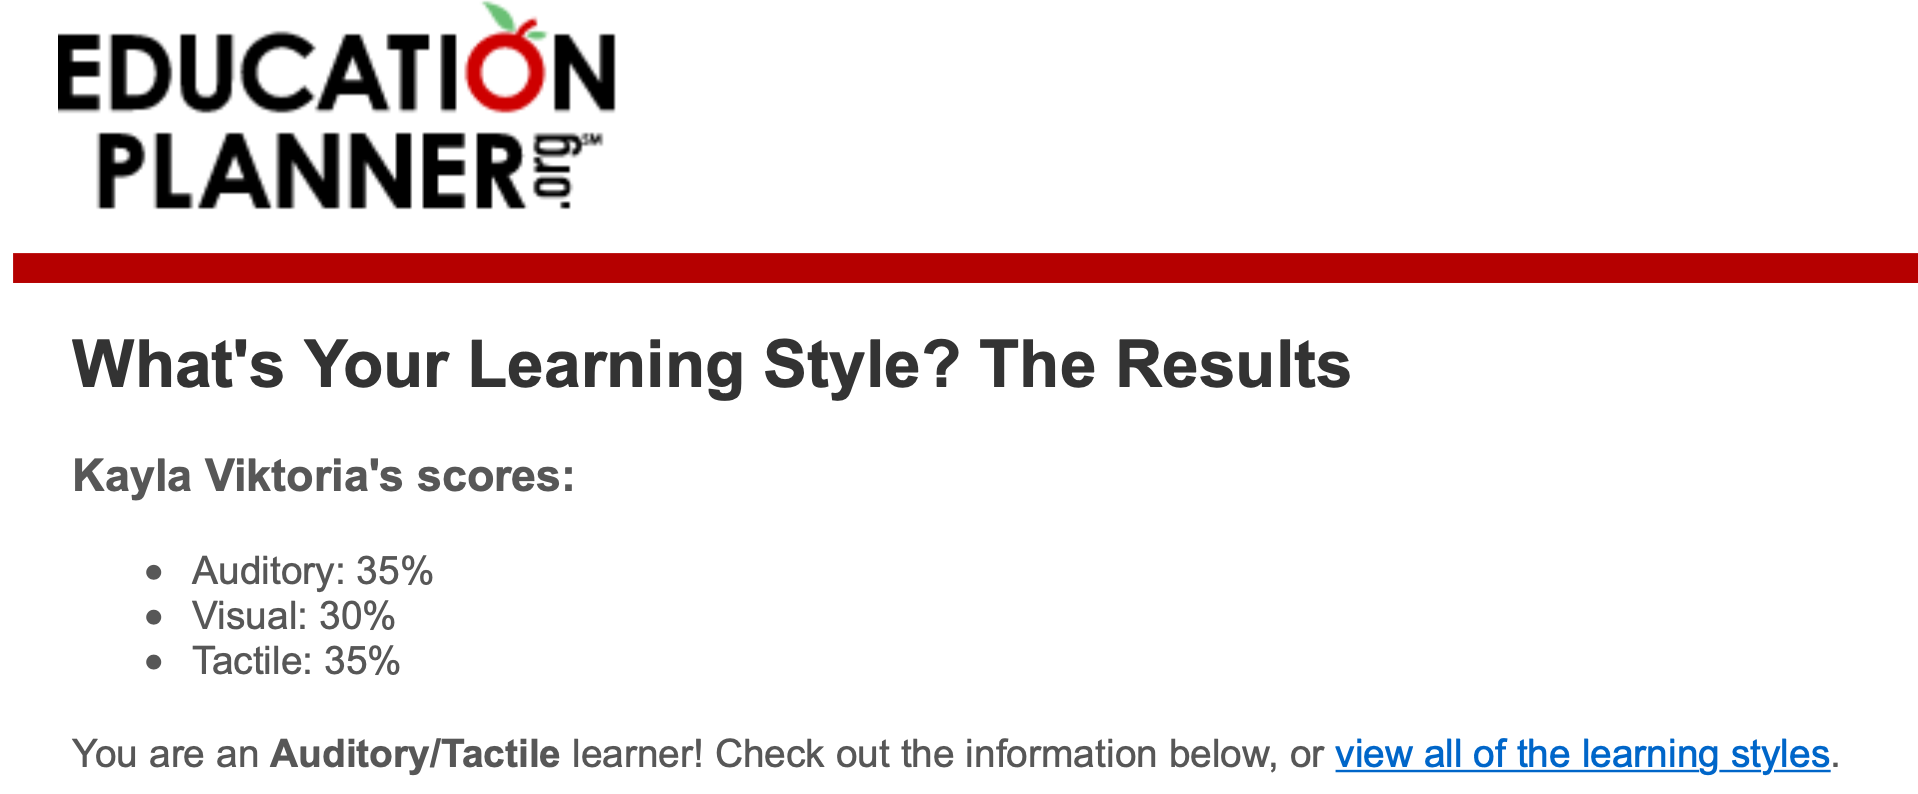 EDUCATION
PLANNER.org℠
What's Your Learning Style? The Results
Kayla Viktoria's scores:
• Auditory: 35%
• Visual: 30%
• Tactile: 35%
You are an Auditory/Tactile learner! Check out the information below, or view all of the learning styles.